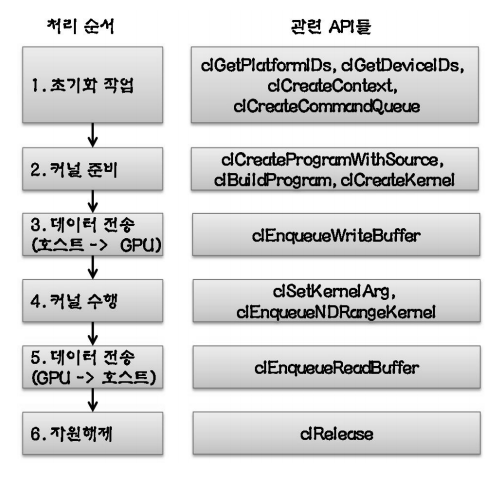 처리 순서
관련 API들
1. 초기화 작업
clGetPlatformIDs, clGetDeviceIDs,
clCreateContext,
clCreateCommandQueue
2. 커널 준비
clCreateProgramWithSource,
clBuildProgram, clCreateKernel
3. 데이터 전송
(호스트 -> GPU)
clEnqueueWriteBuffer
4. 커널 수행
clSetKernelArg,
clEnqueueNDRangeKernel
5. 데이터 전송
(GPU -> 호스트)
clEnqueueReadBuffer
6. 자원해제
clRelease